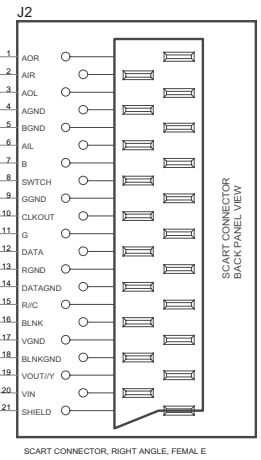 J2
1 AOR
2 AIR
3 AOL
4 AGND
5 BGND
6 AIL
7 B
8 SWTCH
9 GGND
10 CLKOUT
11 G
12 DATA
13 RGND
14 DATAGND
15 R//C
16 BLNK
17 VGND
18 BLNKGND
19 VOUT//Y
20 VIN
21 SHIELD
SCART CONNECTOR
BACK PANEL VIEW
SCART CONNECTOR, RIGHT ANGLE, FEMAL E